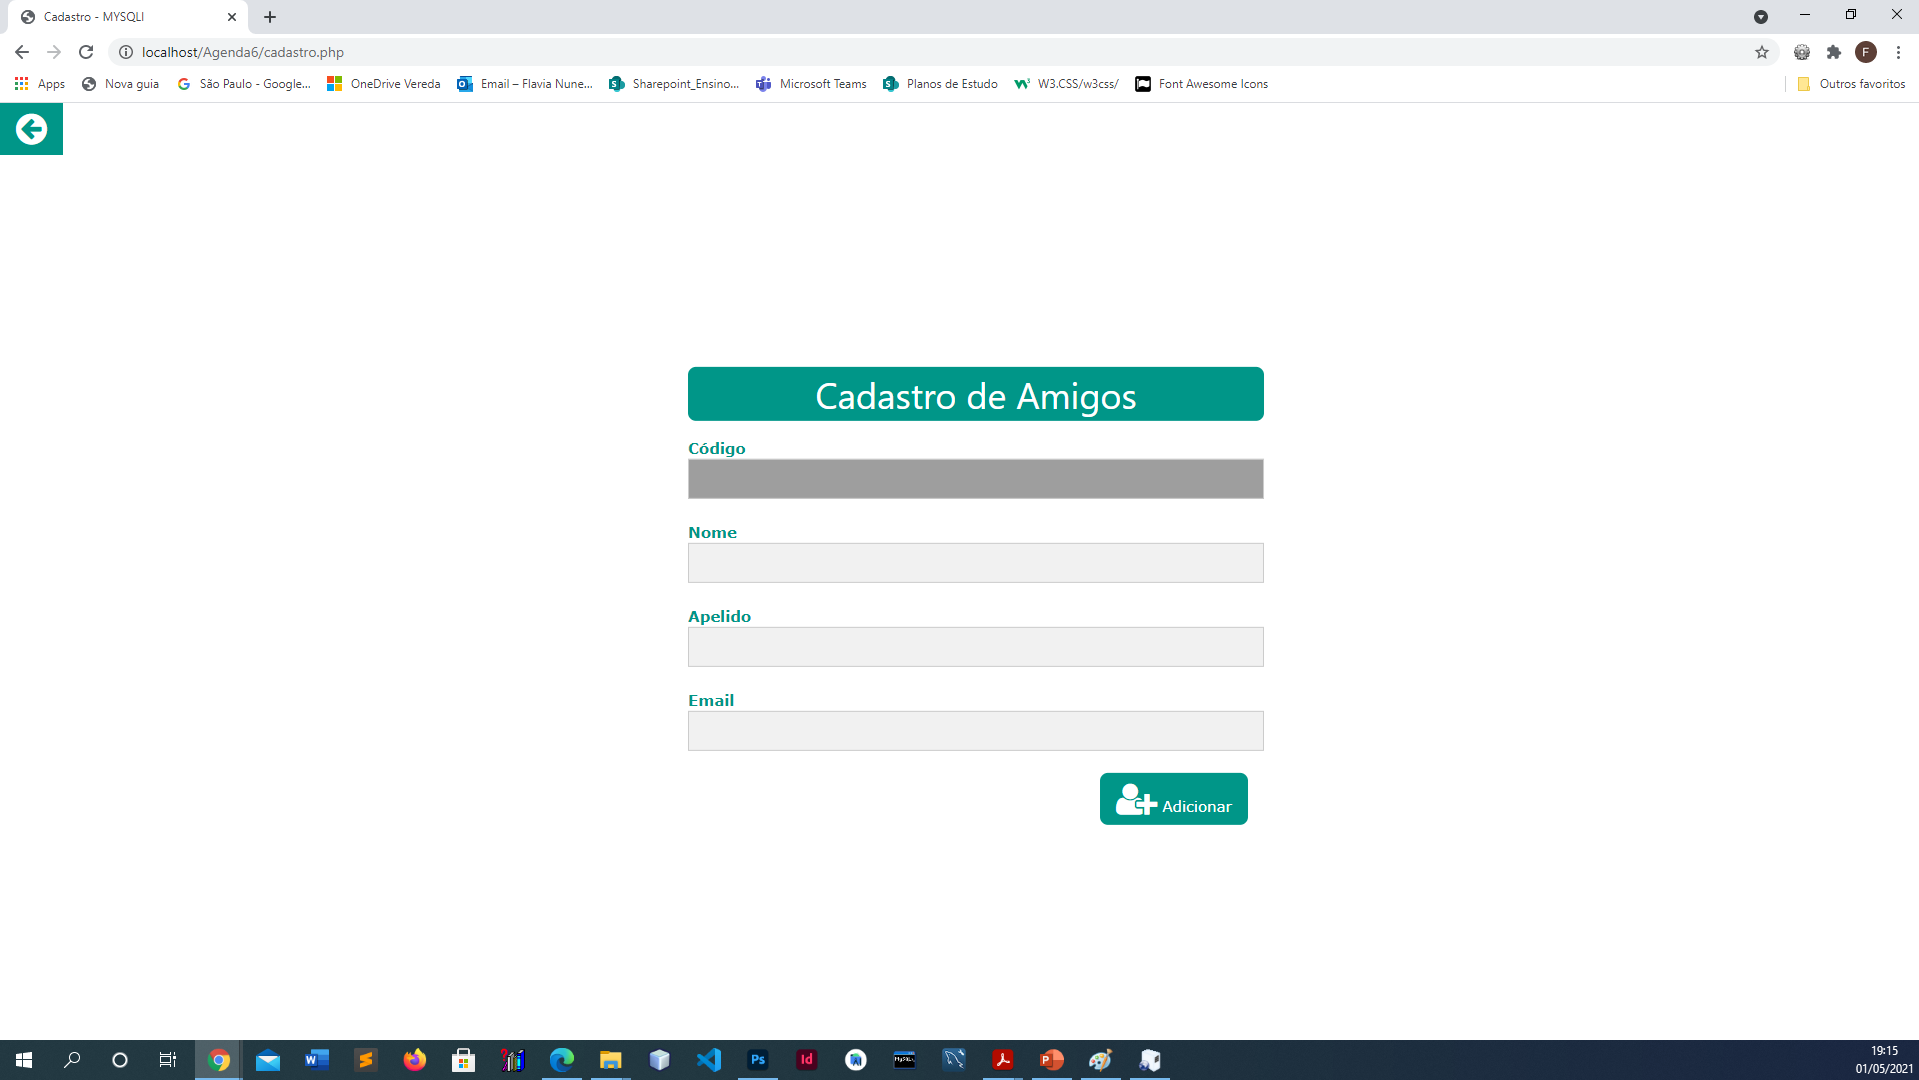 Cadastro - MYSQLI
localhost/Agenda6/cadastro.php
F
Apps
Nova guia
São Paulo - Google...
OneDrive Vereda
Email – Flavia Nune...
Sharepoint_Ensino...
Microsoft Teams
Planos de Estudo
W3.CSS/w3css/
Font Awesome Icons
Outros favoritos
Cadastro de Amigos
Código
Nome
Apelido
Email
Adicionar
Ps
Id
19:15
01/05/2021